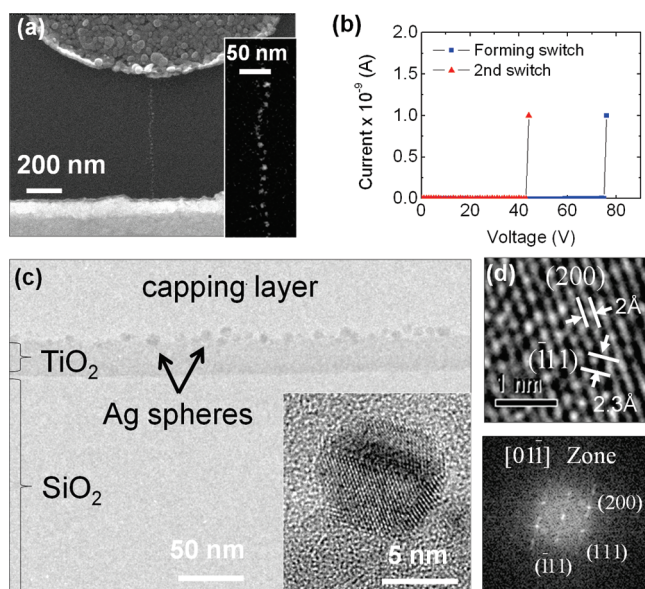 (a)
50 nm
200 nm
(b)
Forming switch
2nd switch
Current x 10⁻⁹ (A)
2.0
1.5
1.0
0.5
0.0
0
20
40
60
80
Voltage (V)
(c)
capping layer
TiO₂
Ag spheres
SiO₂
50 nm
5 nm
(d)
(200)
2Å
(1̄11)
1 nm
2.3Å
[011̄] Zone
(200)
(1̄11)
(111)